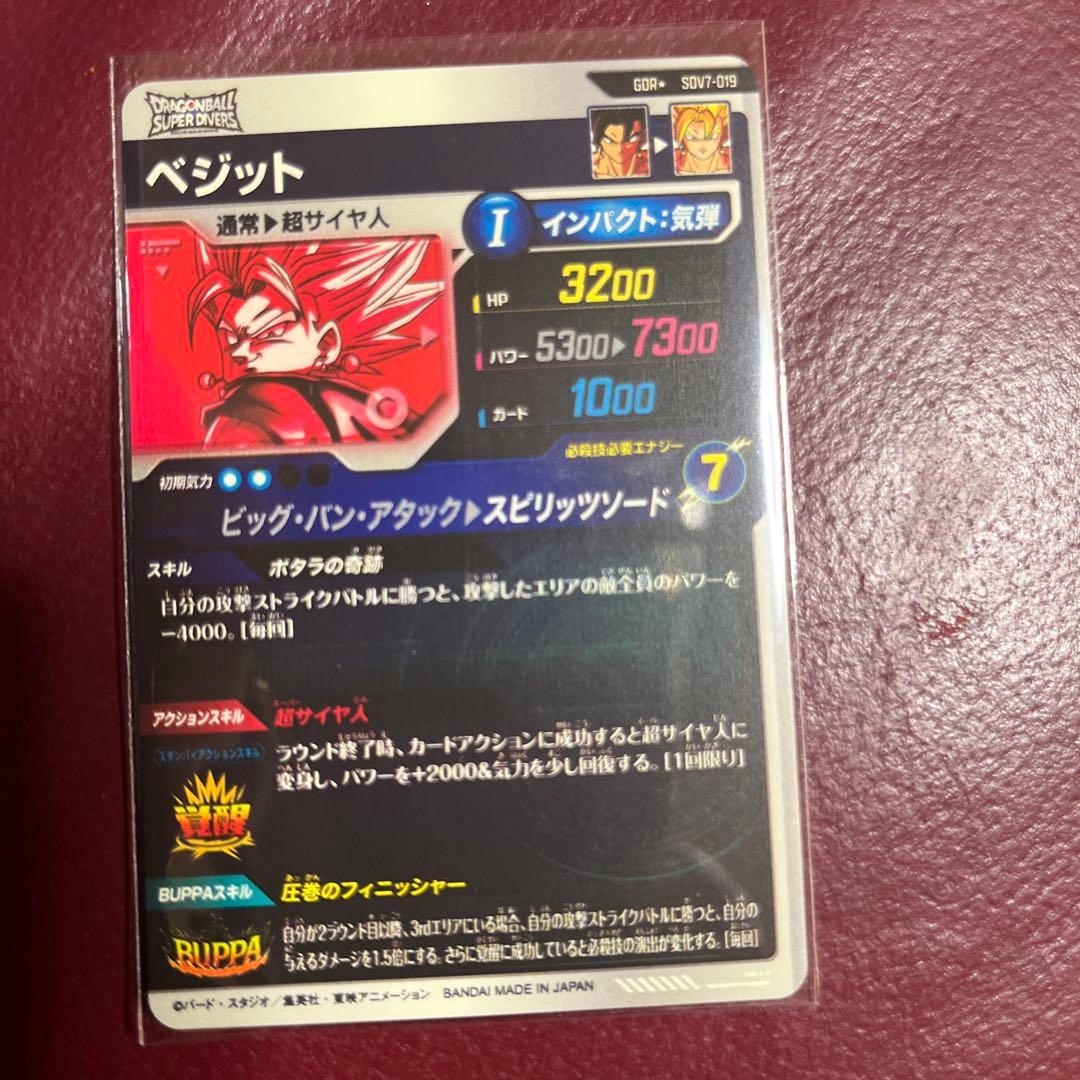 GDR★ SDV7-019
DRAGONBALL
SUPER DIVERS
ベジット
通常▶超サイヤ人
I インパクト:気弾
HP 3200
パワー 5300▶7300
ガード 1000
必殺技必要エナジー
7
初期気力
ビッグ・バン・アタック▶スピリッツソード
スキル ポタラの奇跡
自分の攻撃ストライクバトルに勝つと、攻撃したエリアの敵全員のパワーを
-4000。[毎回]
アクションスキル 超サイヤ人
スタンバイアクションスキル
覚醒
ラウンド終了時、カードアクションに成功すると超サイヤ人に
変身し、パワーを+2000&気力を少し回復する。[1回限り]
BUPPAスキル 圧巻のフィニッシャー
BUPPA
自分が2ラウンド目以降、3rdエリアにいる場合、自分の攻撃ストライクバトルに勝つと、自分の
与えるダメージを1.5倍にする。さらに覚醒に成功していると必殺技の演出が変化する。[毎回]
©バード・スタジオ/集英社・東映アニメーション BANDAI MADE IN JAPAN